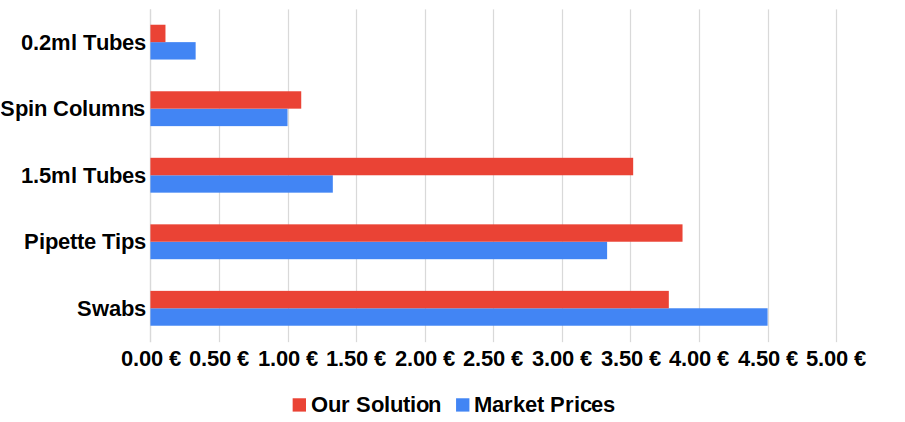 0.2ml Tubes
Spin Columns
1.5ml Tubes
Pipette Tips
Swabs
0.00 € 0.50 € 1.00 € 1.50 € 2.00 € 2.50 € 3.00 € 3.50 € 4.00 € 4.50 € 5.00 €
Our Solution Market Prices